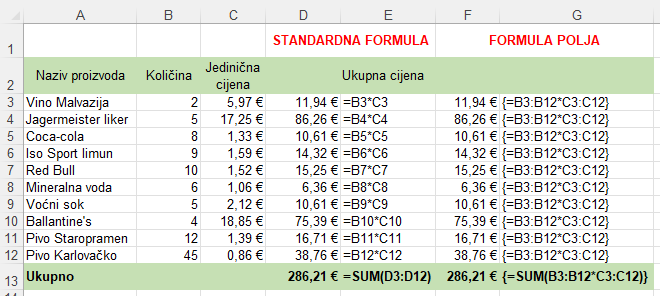 A B C D E F G
1 STANDARDNA FORMULA FORMULA POLJA
2 Naziv proizvoda Količina Jedinična cijena Ukupna cijena
3 Vino Malvazija 2 5,97 € 11,94 € =B3*C3 11,94 € {=B3:B12*C3:C12}
4 Jagermeister liker 5 17,25 € 86,26 € =B4*C4 86,26 € {=B3:B12*C3:C12}
5 Coca-cola 8 1,33 € 10,61 € =B5*C5 10,61 € {=B3:B12*C3:C12}
6 Iso Sport limun 9 1,59 € 14,32 € =B6*C6 14,32 € {=B3:B12*C3:C12}
7 Red Bull 10 1,52 € 15,25 € =B7*C7 15,25 € {=B3:B12*C3:C12}
8 Mineralna voda 6 1,06 € 6,36 € =B8*C8 6,36 € {=B3:B12*C3:C12}
9 Voćni sok 5 2,12 € 10,61 € =B9*C9 10,61 € {=B3:B12*C3:C12}
10 Ballantine's 4 18,85 € 75,39 € =B10*C10 75,39 € {=B3:B12*C3:C12}
11 Pivo Staropramen 12 1,39 € 16,71 € =B11*C11 16,71 € {=B3:B12*C3:C12}
12 Pivo Karlovačko 45 0,86 € 38,76 € =B12*C12 38,76 € {=B3:B12*C3:C12}
13 Ukupno 286,21 € =SUM(D3:D12) 286,21 € {=SUM(B3:B12*C3:C12)}